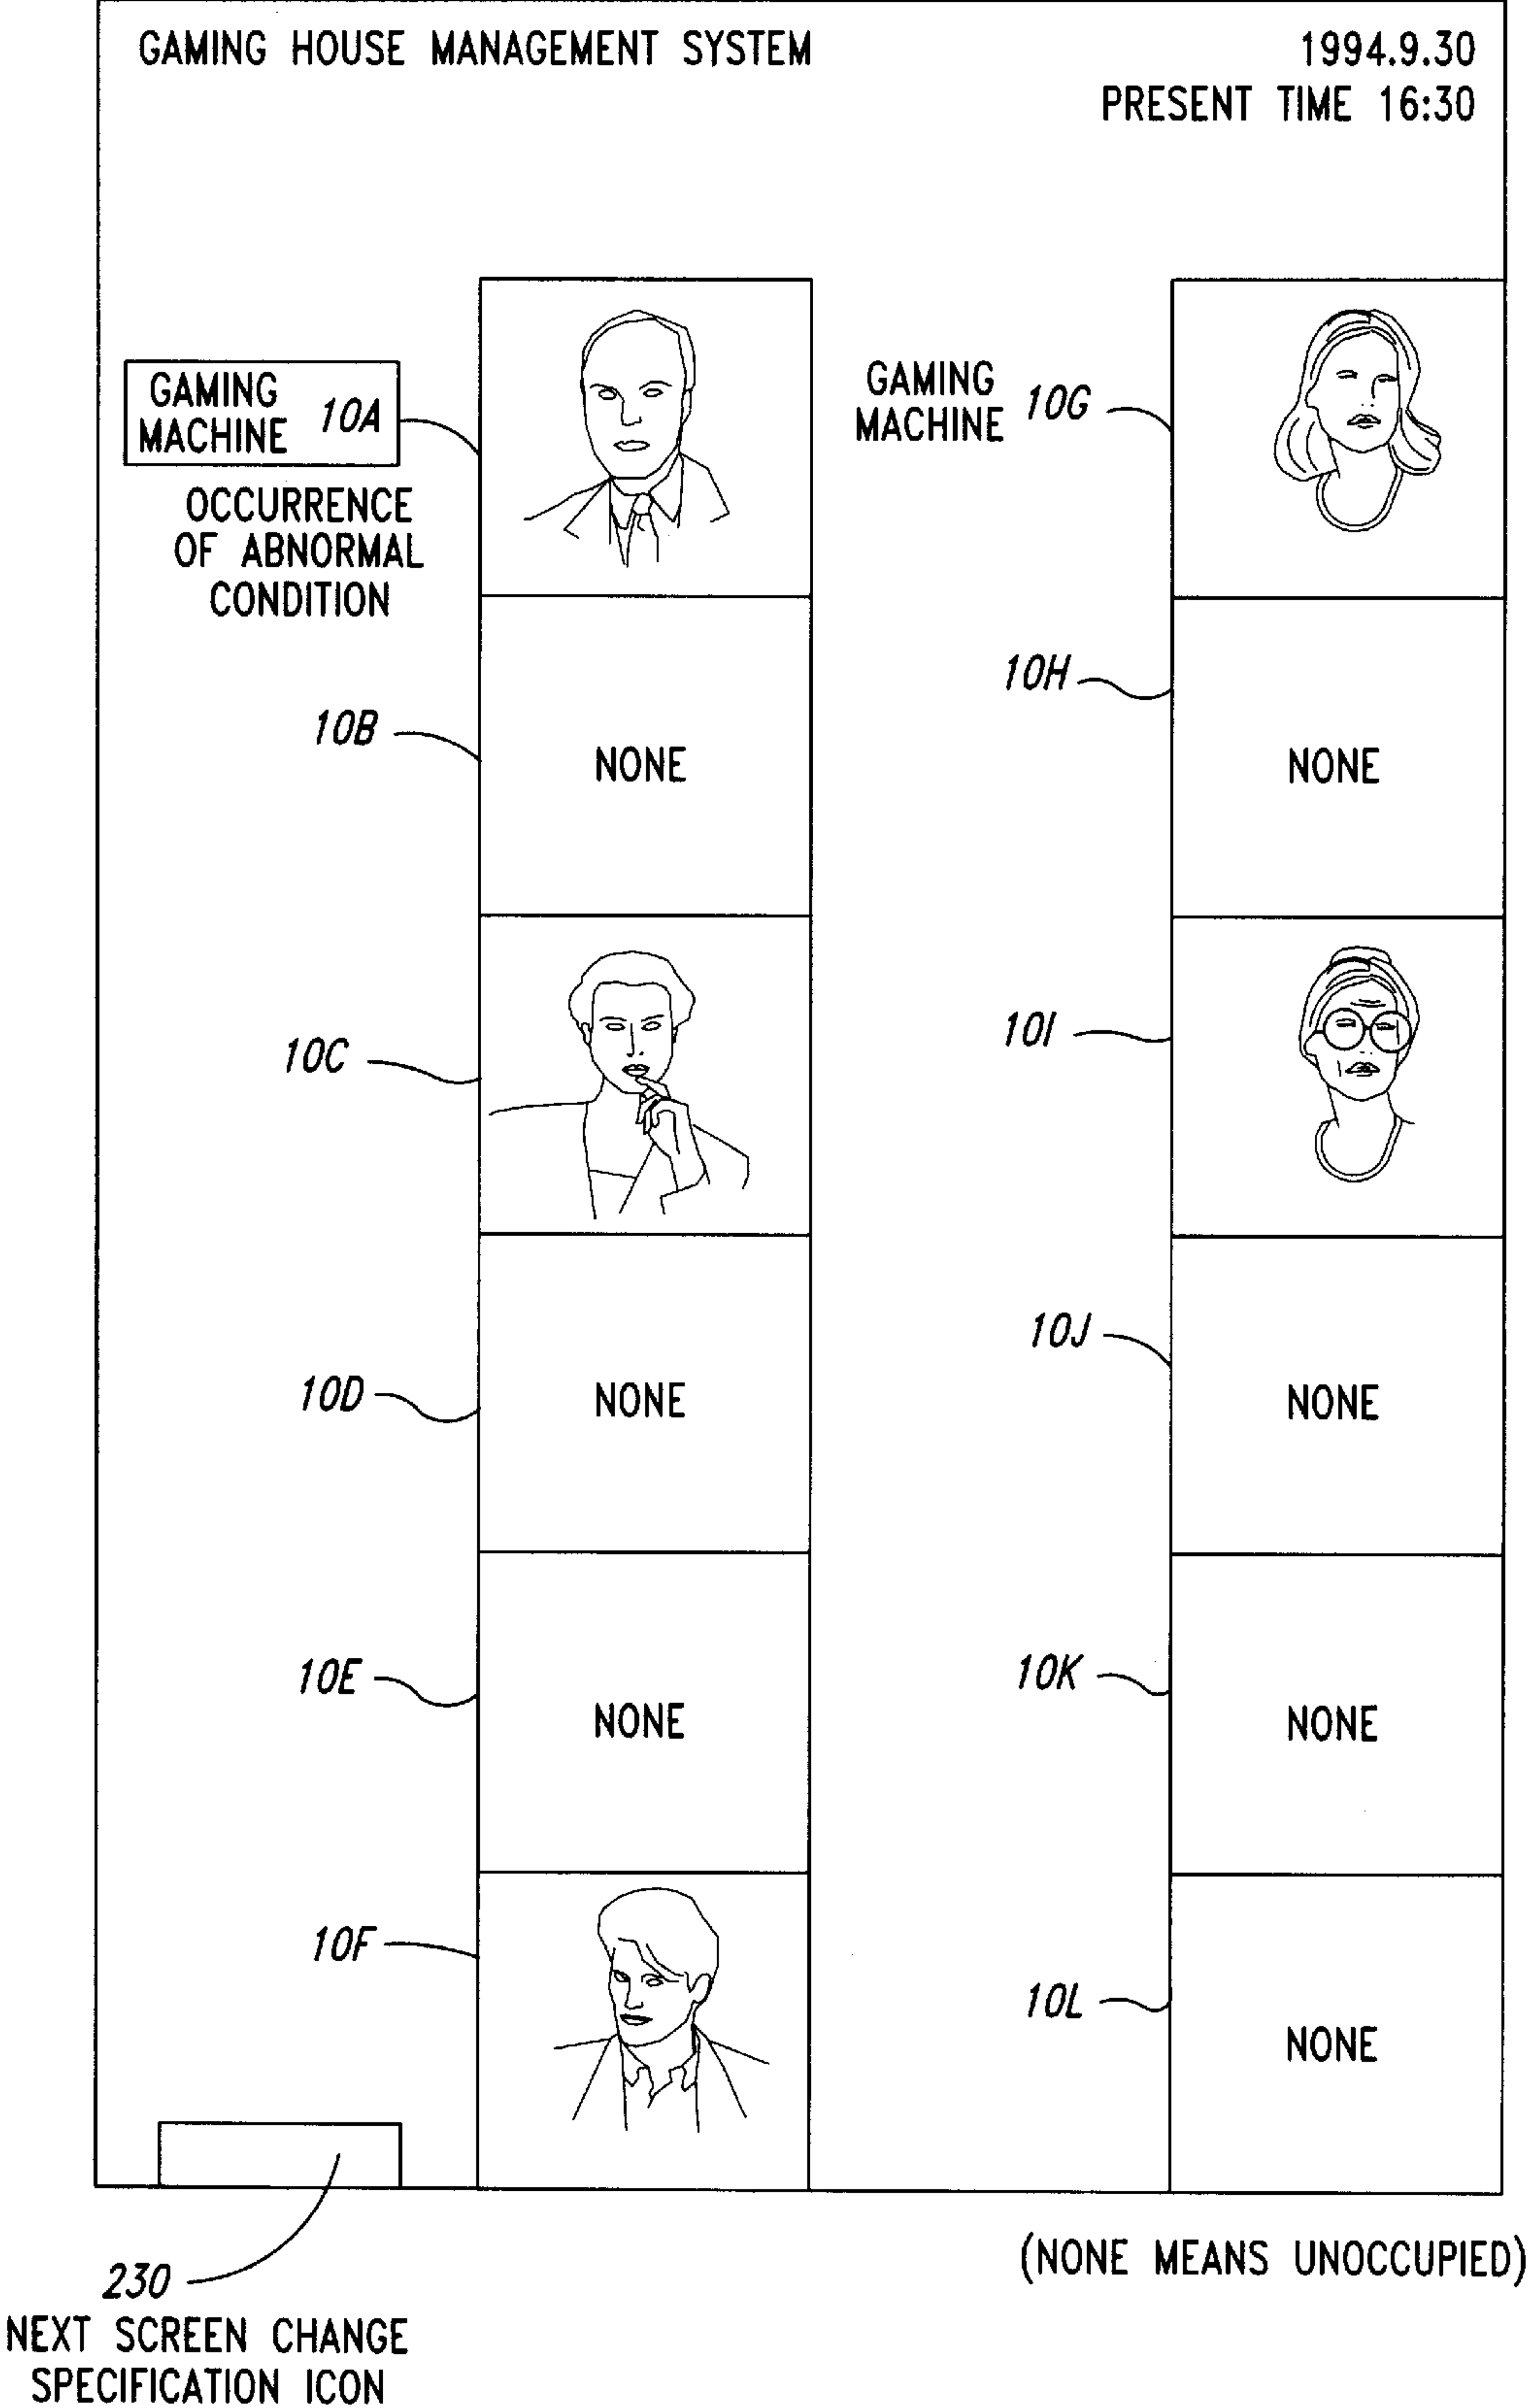 GAMING HOUSE MANAGEMENT SYSTEM
1994.9.30
PRESENT TIME 16:30
GAMING
MACHINE 10A
OCCURRENCE
OF ABNORMAL
CONDITION
10B
NONE
10C
10D
NONE
10E
NONE
10F
GAMING
MACHINE 10G
10H
NONE
10I
10J
NONE
10K
NONE
10L
NONE
230
NEXT SCREEN CHANGE
SPECIFICATION ICON
(NONE MEANS UNOCCUPIED)